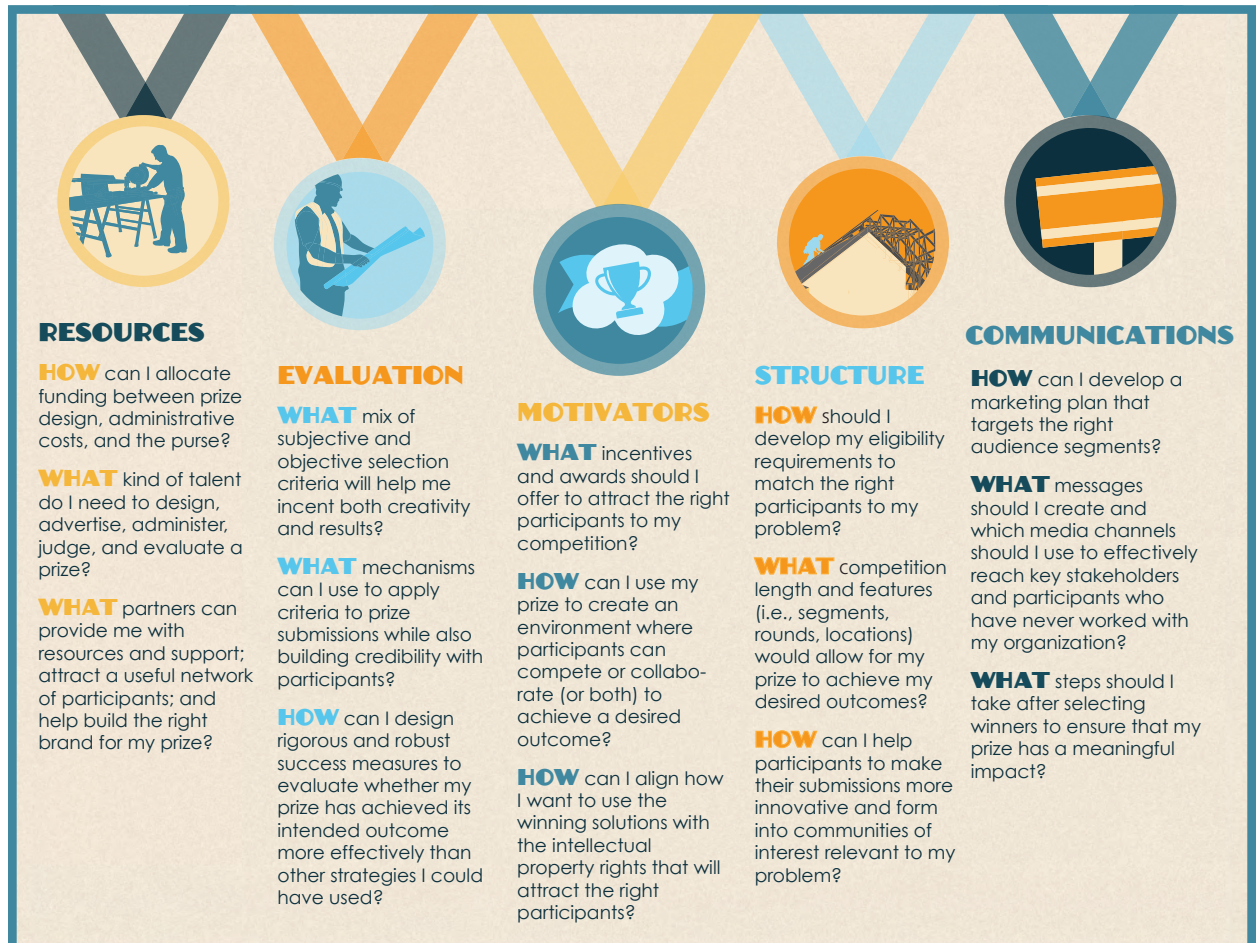 RESOURCES
HOW can I allocate
funding between prize
design, administrative
costs, and the purse?
WHAT kind of talent
do I need to design,
advertise, administer,
judge, and evaluate a
prize?
WHAT partners can
provide me with
resources and support;
attract a useful network
of participants; and
help build the right
brand for my prize?
EVALUATION
WHAT mix of
subjective and
objective selection
criteria will help me
incent both creativity
and results?
WHAT mechanisms
can I use to apply
criteria to prize
submissions while also
building credibility with
participants?
HOW can I design
rigorous and robust
success measures to
evaluate whether my
prize has achieved its
intended outcome
more effectively than
other strategies I could
have used?
MOTIVATORS
WHAT incentives
and awards should I
offer to attract the right
participants to my
competition?
HOW can I use my
prize to create an
environment where
participants can
compete or collabo-
rate (or both) to
achieve a desired
outcome?
HOW can I align how
I want to use the
winning solutions with
the intellectual
property rights that will
attract the right
participants?
STRUCTURE
HOW should I
develop my eligibility
requirements to
match the right
participants to my
problem?
WHAT competition
length and features
(i.e., segments,
rounds, locations)
would allow for my
prize to achieve my
desired outcomes?
HOW can I help
participants to make
their submissions more
innovative and form
into communities of
interest relevant to my
problem?
COMMUNICATIONS
HOW can I develop a
marketing plan that
targets the right
audience segments?
WHAT messages
should I create and
which media channels
should I use to effectively
reach key stakeholders
and participants who
have never worked with
my organization?
WHAT steps should I
take after selecting
winners to ensure that my
prize has a meaningful
impact?